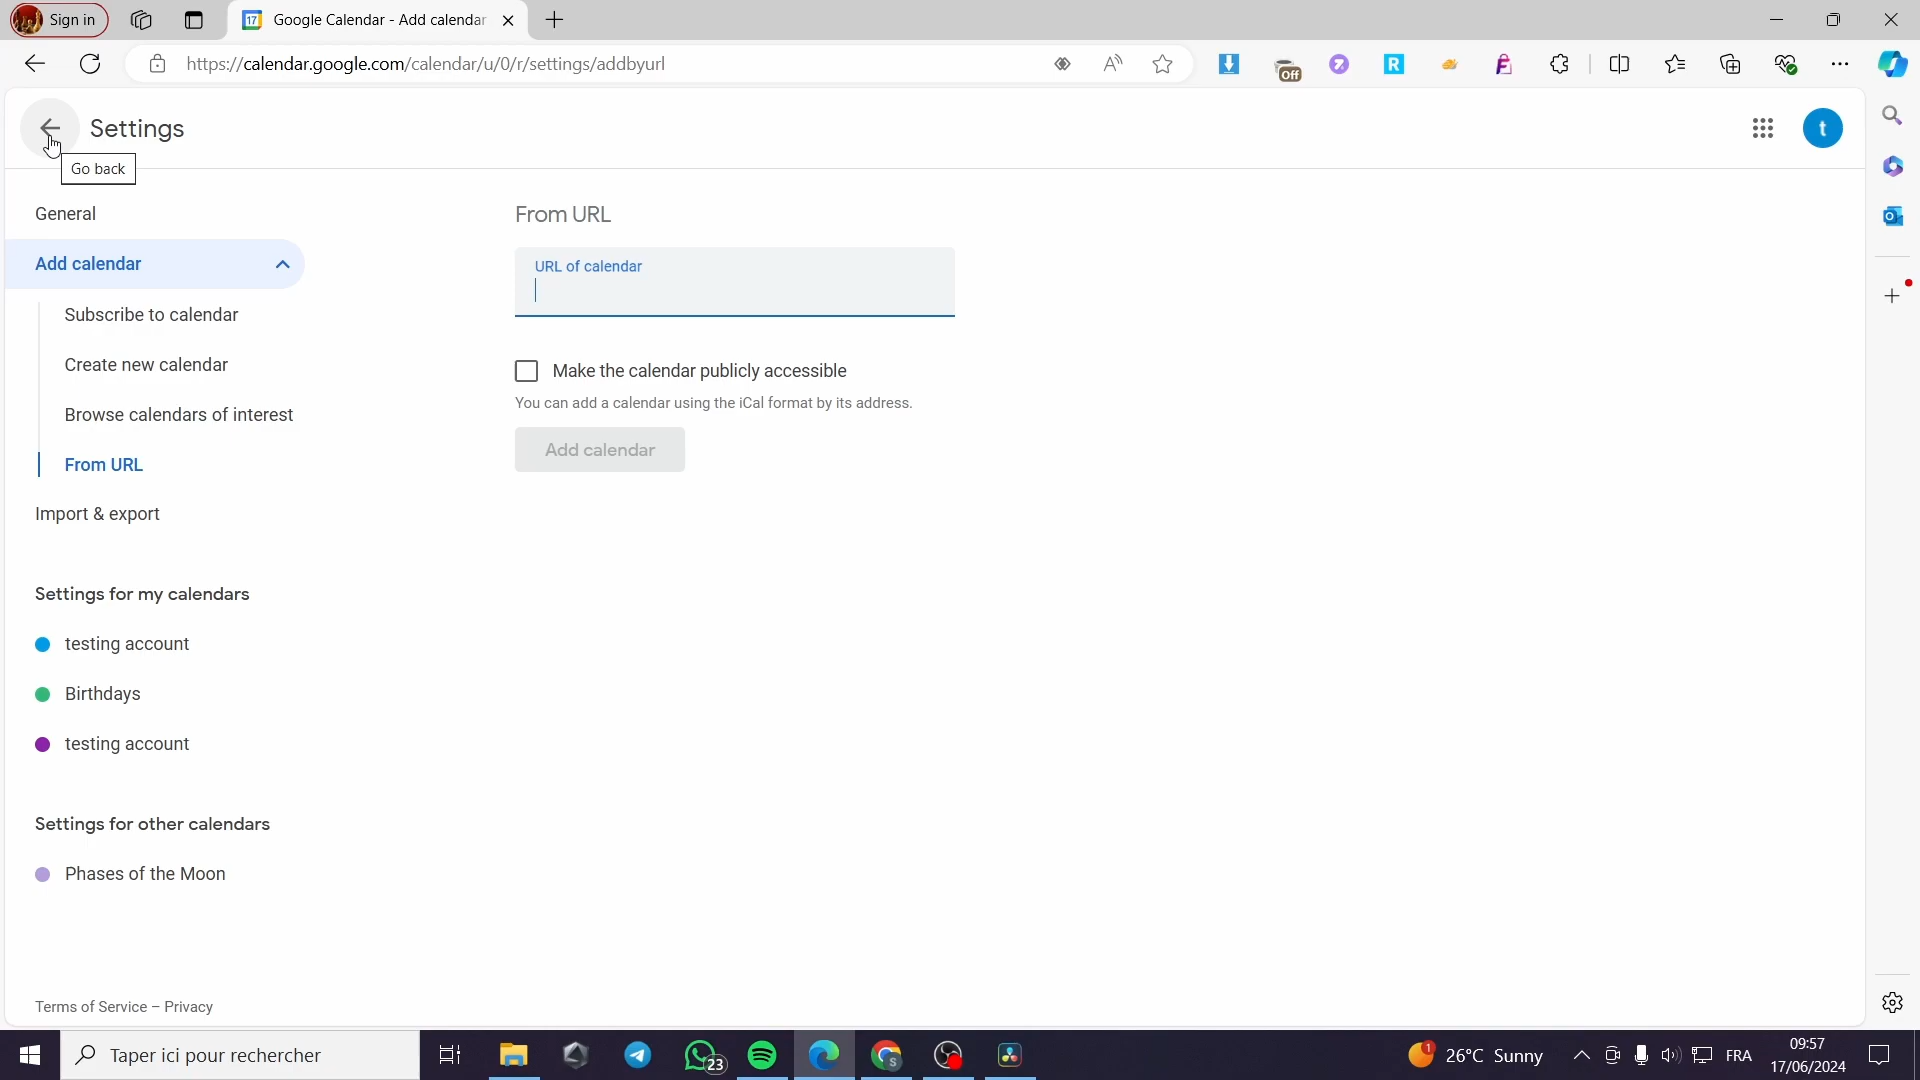 Sign in
17
Google Calendar - Add calendar
https://calendar.google.com/calendar/u/0/r/settings/addbyurl
Off
R
Settings
t
Go back
General
Add calendar
Subscribe to calendar
Create new calendar
Browse calendars of interest
From URL
Import & export
Settings for my calendars
testing account
Birthdays
testing account
Settings for other calendars
Phases of the Moon
Terms of Service – Privacy
From URL
URL of calendar
Make the calendar publicly accessible
You can add a calendar using the iCal format by its address.
Add calendar
Taper ici pour rechercher
23
S
1
26°C Sunny
FRA
09:57
17/06/2024